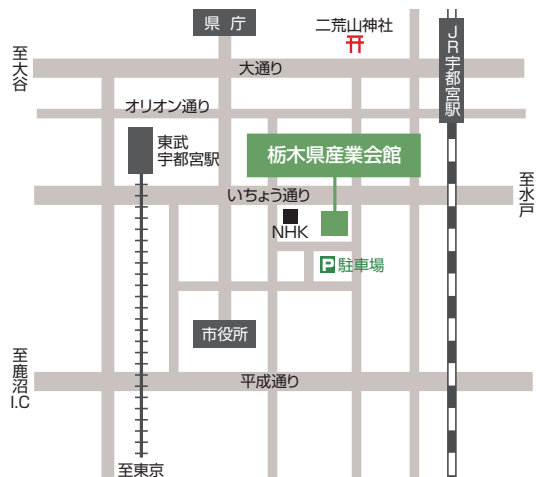 県庁
二荒山神社
JR宇都宮駅
至大谷
大通り
オリオン通り
東武
宇都宮駅
栃木県産業会館
至水戸
いちょう通り
NHK
P 駐車場
市役所
至鹿沼
I.C
平成通り
至東京